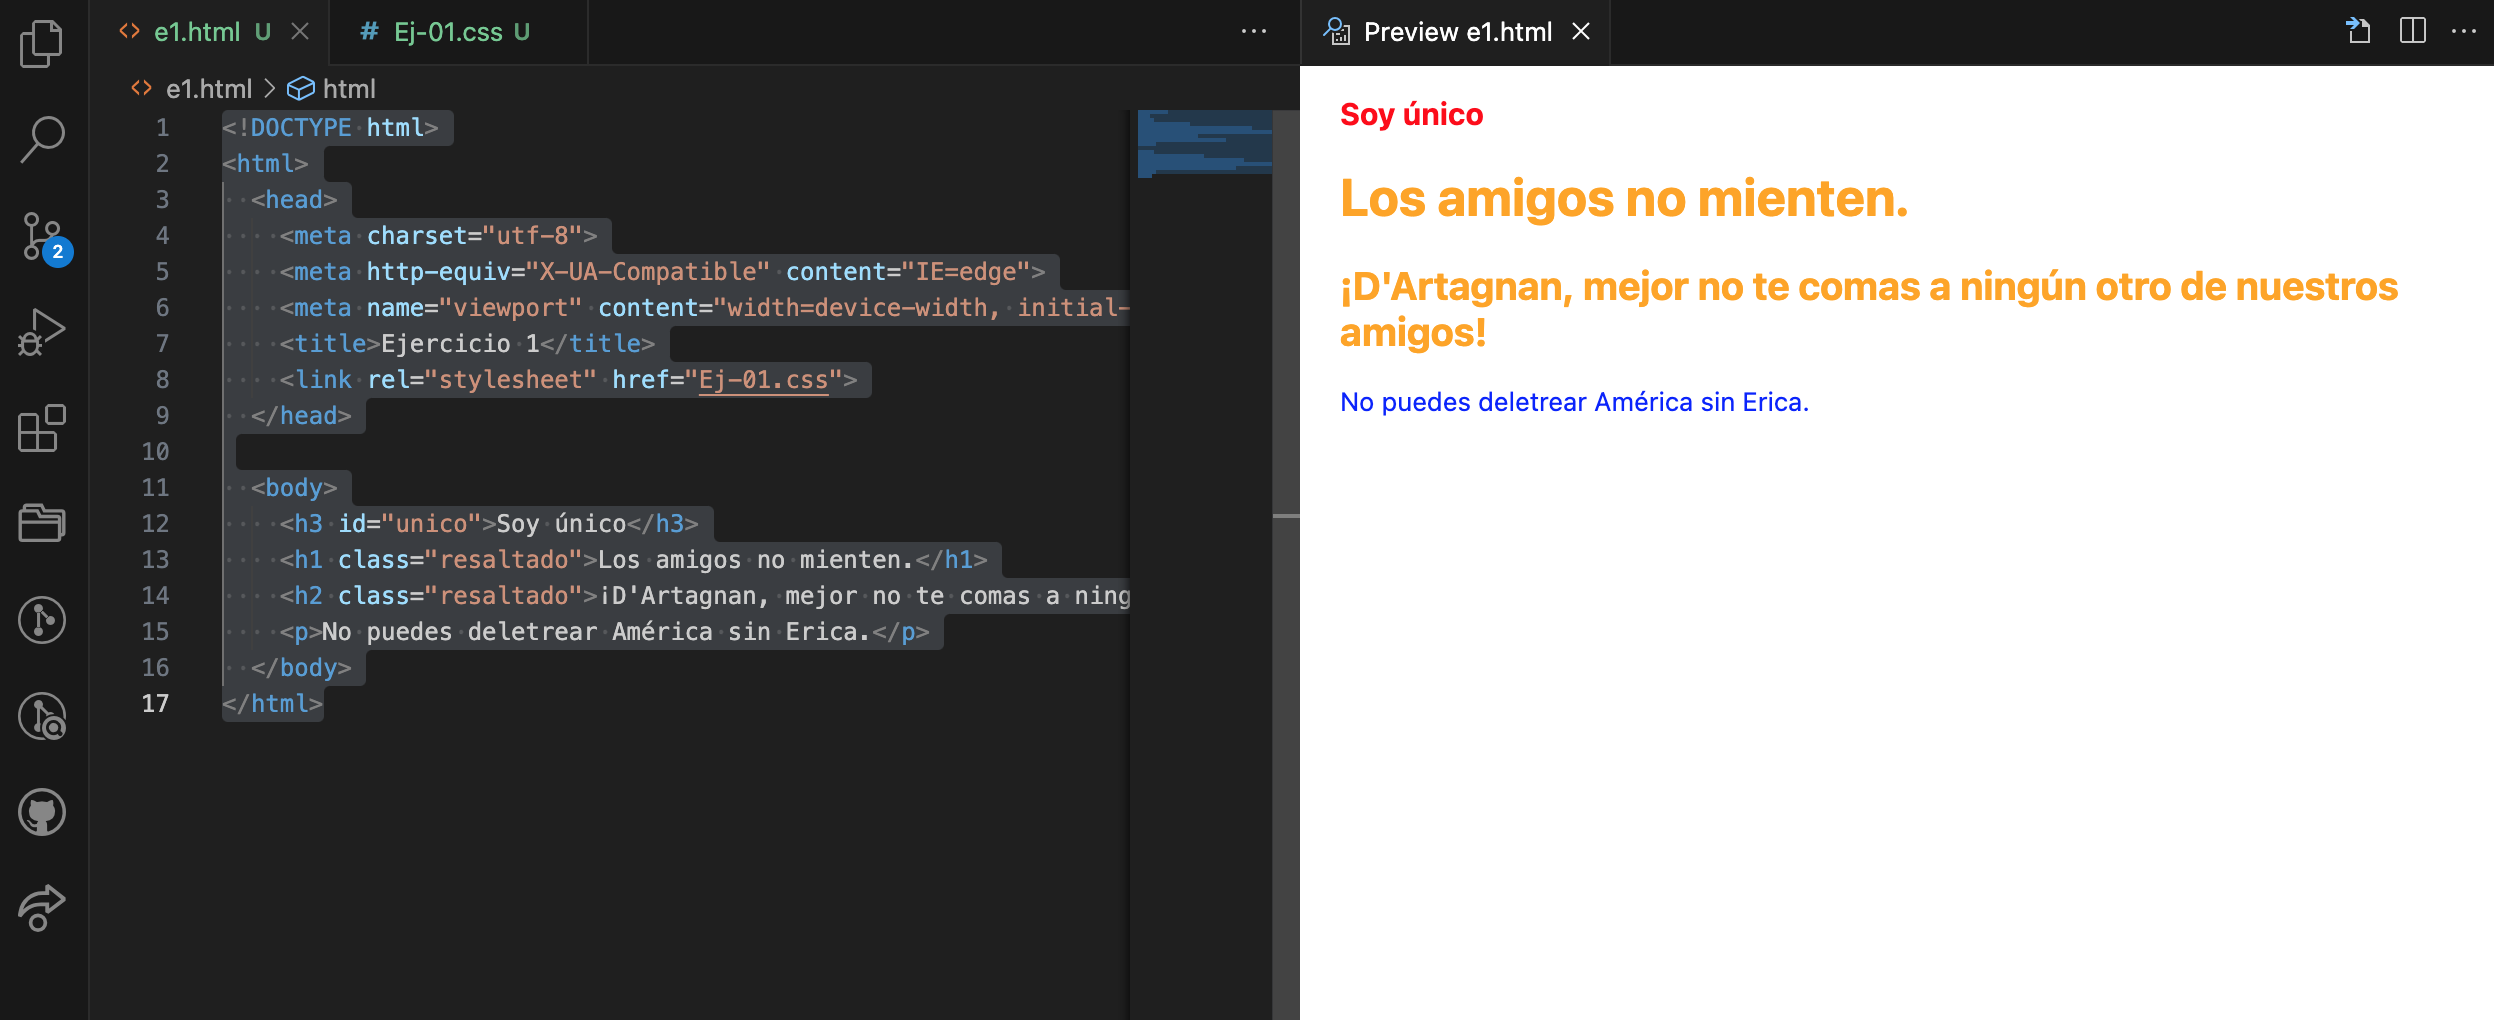 e1.html U
# Ej-01.css U
Preview e1.html
e1.html > html
1 <!DOCTYPE html>
2 <html>
3 <head>
4 <meta charset="utf-8">
5 <meta http-equiv="X-UA-Compatible" content="IE=edge">
6 <meta name="viewport" content="width=device-width, initial-
7 <title>Ejercicio 1</title>
8 <link rel="stylesheet" href="Ej-01.css">
9 </head>
10
11 <body>
12 <h3 id="unico">Soy único</h3>
13 <h1 class="resaltado">Los amigos no mienten.</h1>
14 <h2 class="resaltado">¡D'Artagnan, mejor no te comas a ning
15 <p>No puedes deletrear América sin Erica.</p>
16 </body>
17 </html>
2
Soy único
Los amigos no mienten.
¡D'Artagnan, mejor no te comas a ningún otro de nuestros
amigos!
No puedes deletrear América sin Erica.